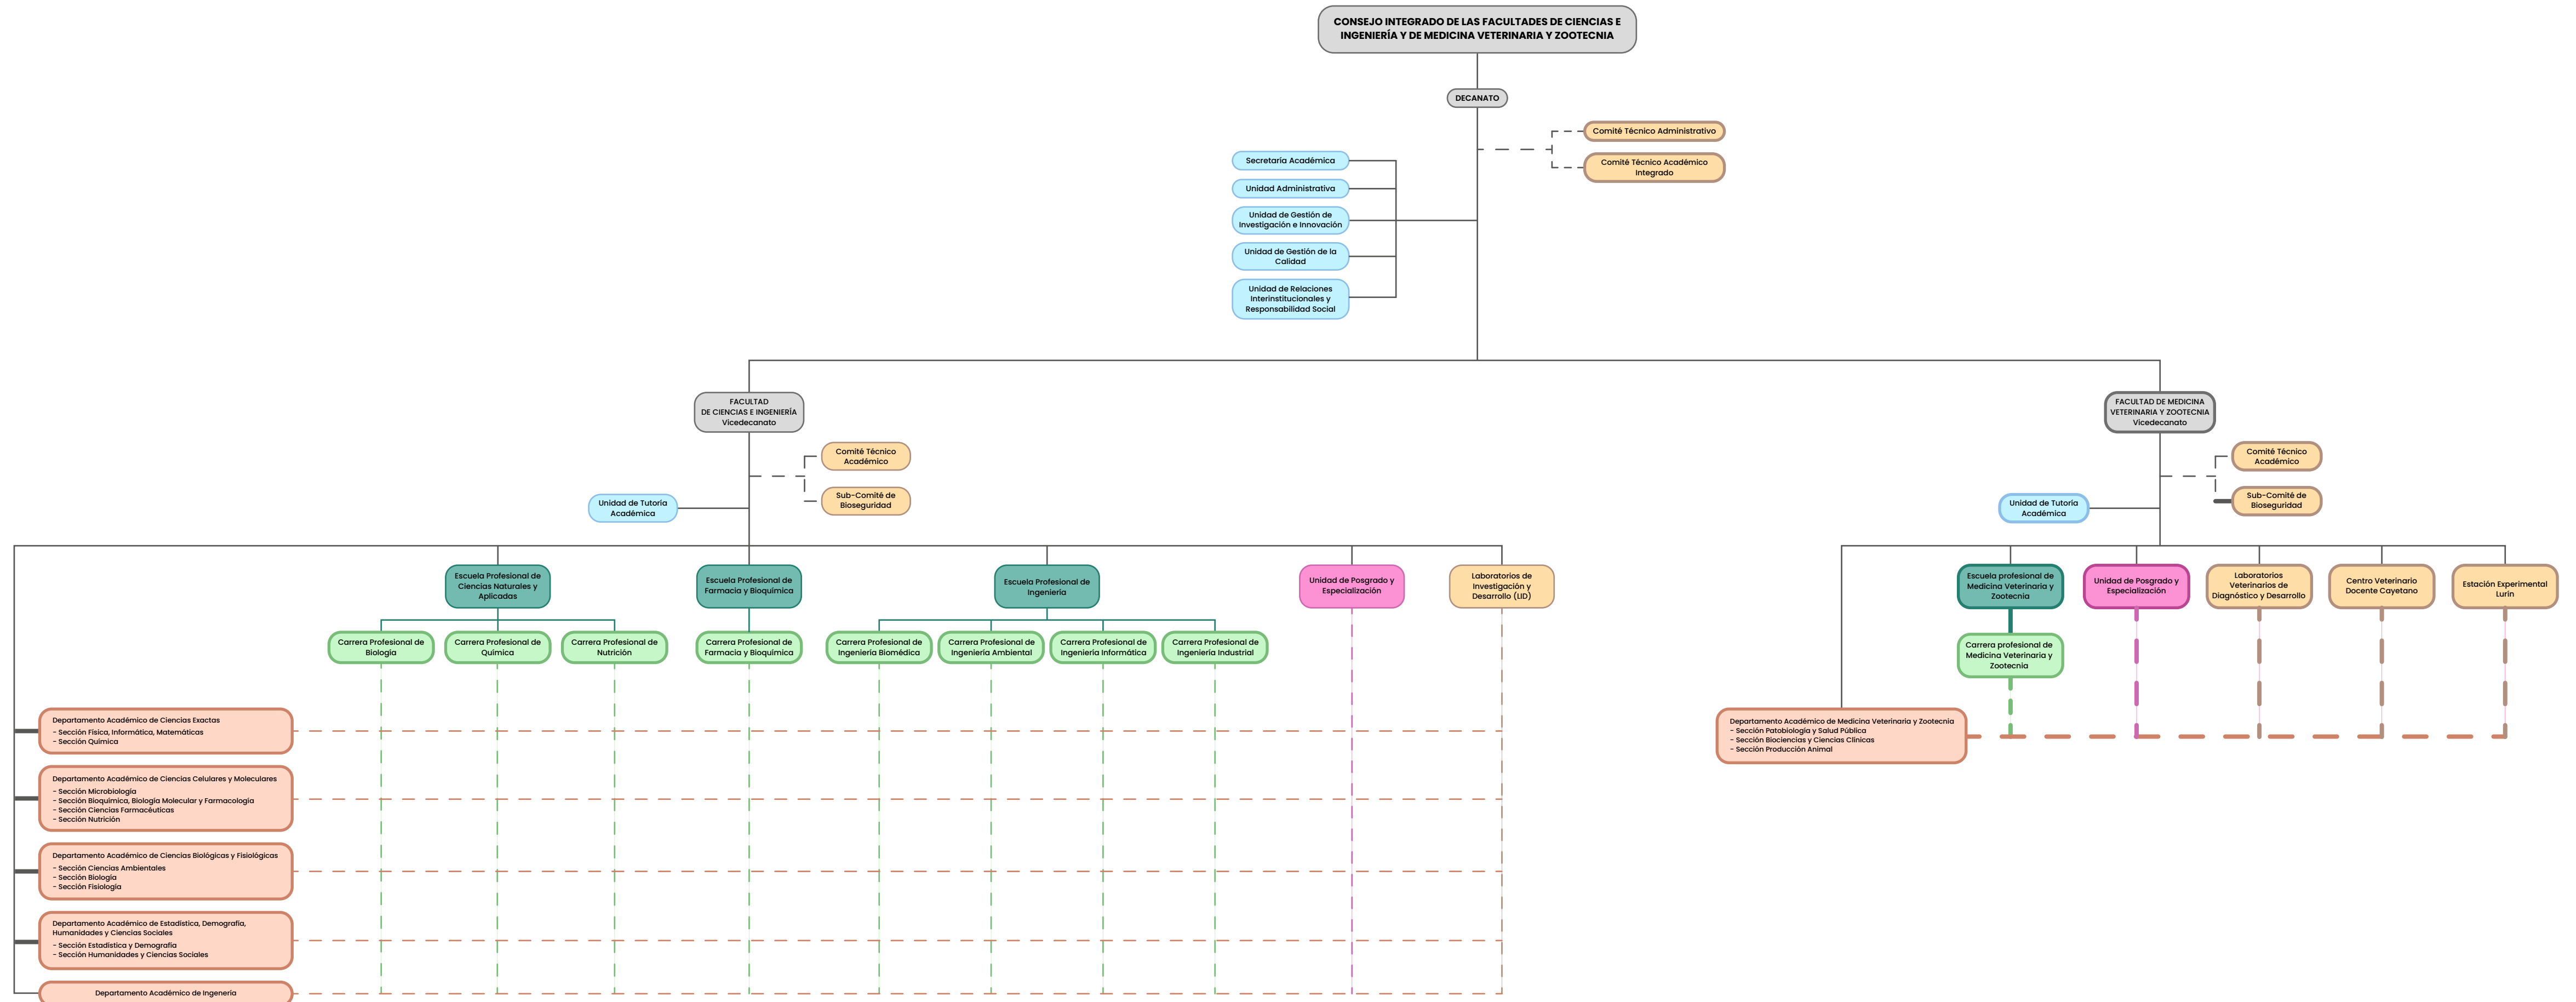 CONSEJO INTEGRADO DE LAS FACULTADES DE CIENCIAS E
INGENIERÍA Y DE MEDICINA VETERINARIA Y ZOOTECNIA
DECANATO
Comité Técnico Administrativo
Comité Técnico Académico
Integrado
Secretaría Académica
Unidad Administrativa
Unidad de Gestión de
Investigación e Innovación
Unidad de Gestión de la
Calidad
Unidad de Relaciones
Interinstitucionales y
Responsabilidad Social
FACULTAD
DE CIENCIAS E INGENIERÍA
Vicedecanato
Comité Técnico
Académico
Sub-Comité de
Bioseguridad
Unidad de Tutoría
Académica
Escuela Profesional de
Ciencias Naturales y
Aplicadas
Escuela Profesional de
Farmacia y Bioquímica
Escuela Profesional de
Ingeniería
Unidad de Posgrado y
Especialización
Laboratorios de
Investigación y
Desarrollo (LID)
Carrera Profesional de
Biología
Carrera Profesional de
Química
Carrera Profesional de
Nutrición
Carrera Profesional de
Farmacia y Bioquímica
Carrera Profesional de
Ingeniería Biomédica
Carrera Profesional de
Ingeniería Ambiental
Carrera Profesional de
Ingeniería Informática
Carrera Profesional de
Ingeniería Industrial
Departamento Académico de Ciencias Exactas
- Sección Física, Informática, Matemáticas
- Sección Química
Departamento Académico de Ciencias Celulares y Moleculares
- Sección Microbiología
- Sección Bioquímica, Biología Molecular y Farmacología
- Sección Ciencias Farmacéuticas
- Sección Nutrición
Departamento Académico de Ciencias Biológicas y Fisiológicas
- Sección Ciencias Ambientales
- Sección Biología
- Sección Fisiología
Departamento Académico de Estadística, Demografía,
Humanidades y Ciencias Sociales
- Sección Estadística y Demografía
- Sección Humanidades y Ciencias Sociales
Departamento Académico de Ingenería
FACULTAD DE MEDICINA
VETERINARIA Y ZOOTECNIA
Vicedecanato
Comité Técnico
Académico
Sub-Comité de
Bioseguridad
Unidad de Tutoría
Académica
Escuela profesional de
Medicina Veterinaria y
Zootecnia
Unidad de Posgrado y
Especialización
Laboratorios
Veterinarios de
Diagnóstico y Desarrollo
Centro Veterinario
Docente Cayetano
Estación Experimental
Lurín
Carrera profesional de
Medicina Veterinaria y
Zootecnia
Departamento Académico de Medicina Veterinaria y Zootecnia
- Sección Patobiología y Salud Pública
- Sección Biociencias y Ciencias Clínicas
- Sección Producción Animal